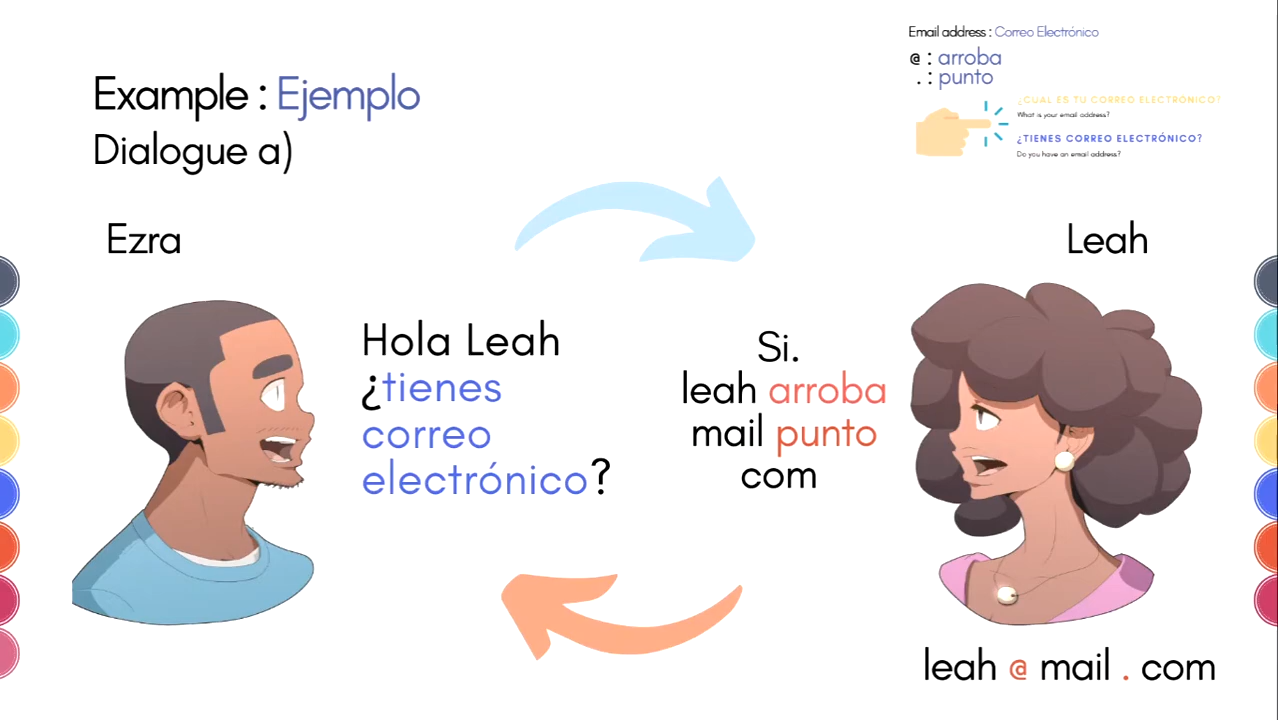 Email address : Correo Electrónico
@ : arroba
. : punto
¿CUAL ES TU CORREO ELECTRÓNICO?
What is your email address?
¿TIENES CORREO ELECTRÓNICO?
Do you have an email address?
Example : Ejemplo
Dialogue a)
Ezra
Leah
Hola Leah
¿tienes
correo
electrónico?
Si.
leah arroba
mail punto
com
leah @ mail . com